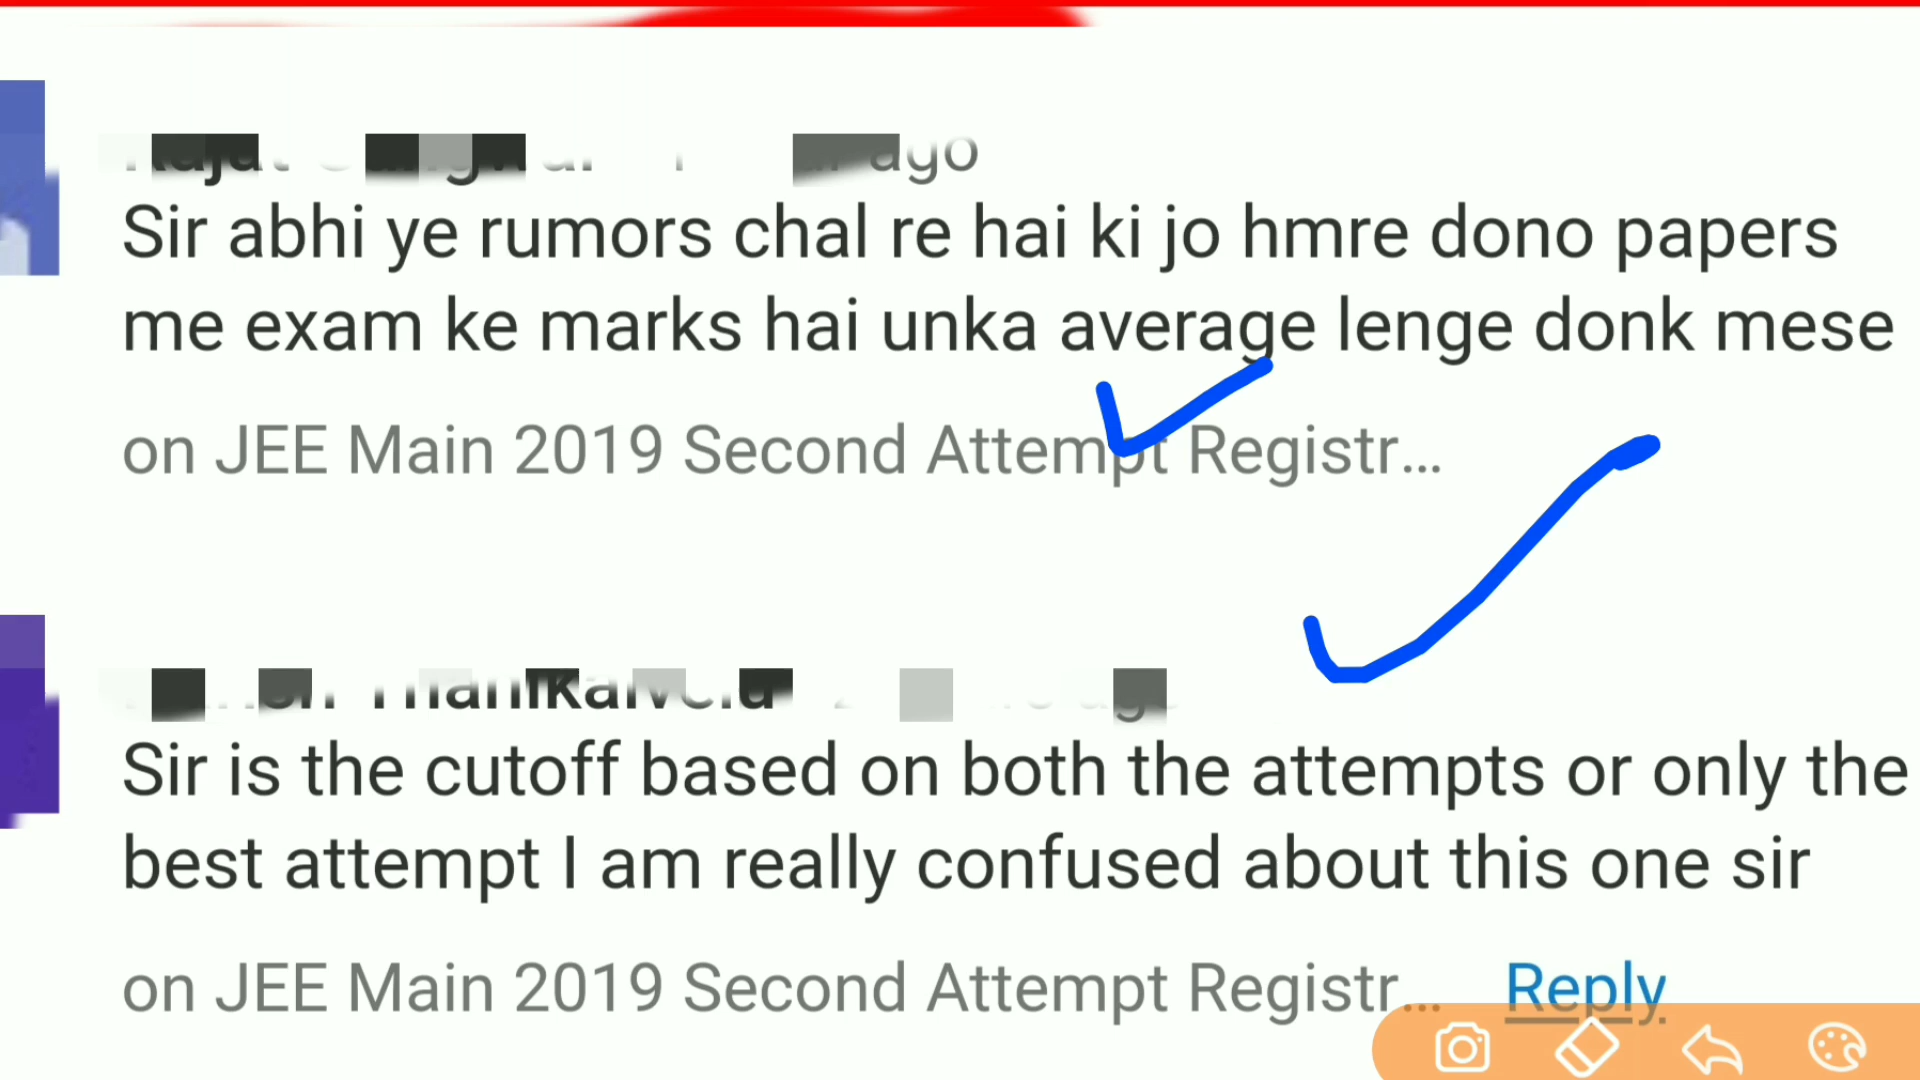 ago
Sir abhi ye rumors chal re hai ki jo hmre dono papers
me exam ke marks hai unka average lenge donk mese
on JEE Main 2019 Second Attempt Registr...
Sir is the cutoff based on both the attempts or only the
best attempt I am really confused about this one sir
on JEE Main 2019 Second Attempt Registr... Reply